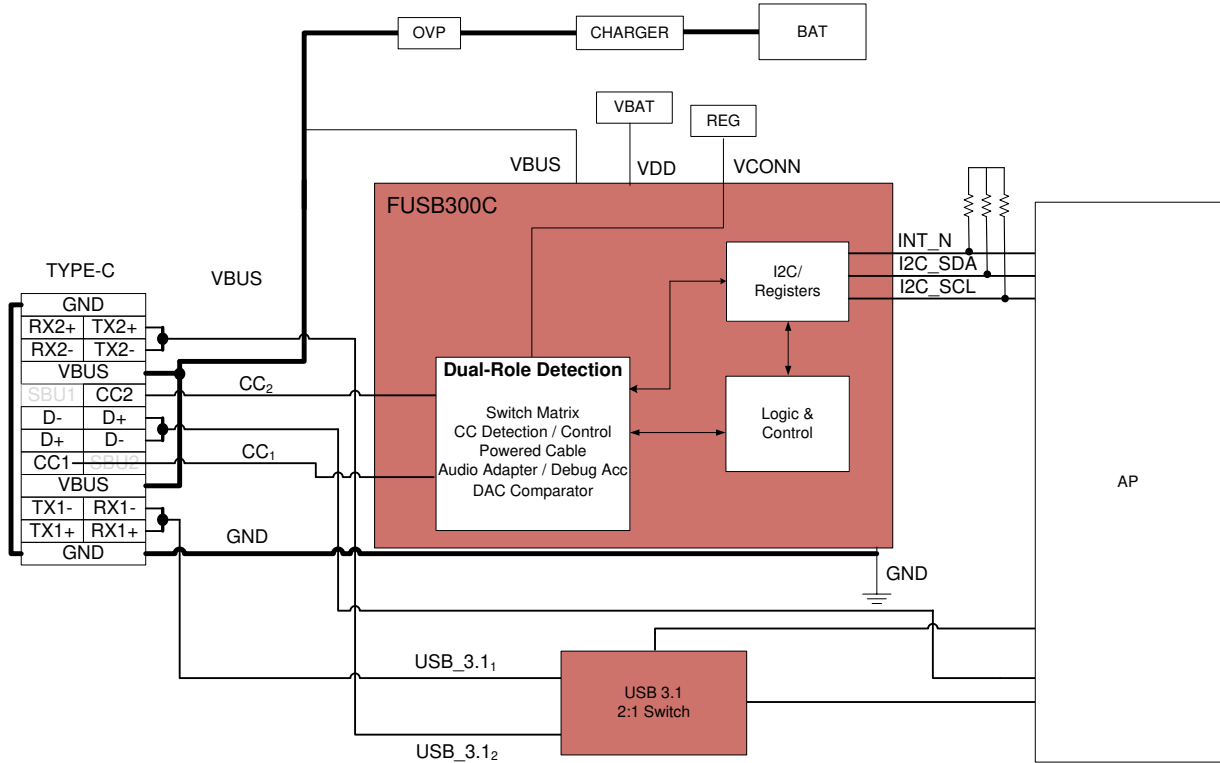 OVP
CHARGER
BAT
VBAT
REG
VBUS
VDD
VCONN
FUSB300C
INT_N
I2C_SDA
I2C_SCL
I2C/
Registers
TYPE-C
VBUS
GND
RX2+ TX2+
RX2- TX2-
VBUS
SBU1 CC2
D- D+
D+ D-
CC1 SBU2
VBUS
TX1- RX1-
TX1+ RX1+
GND
CC2
CC1
GND
Dual-Role Detection
Switch Matrix
CC Detection / Control
Powered Cable
Audio Adapter / Debug Acc
DAC Comparator
Logic &
Control
AP
GND
USB_3.11
USB_3.12
USB 3.1
2:1 Switch